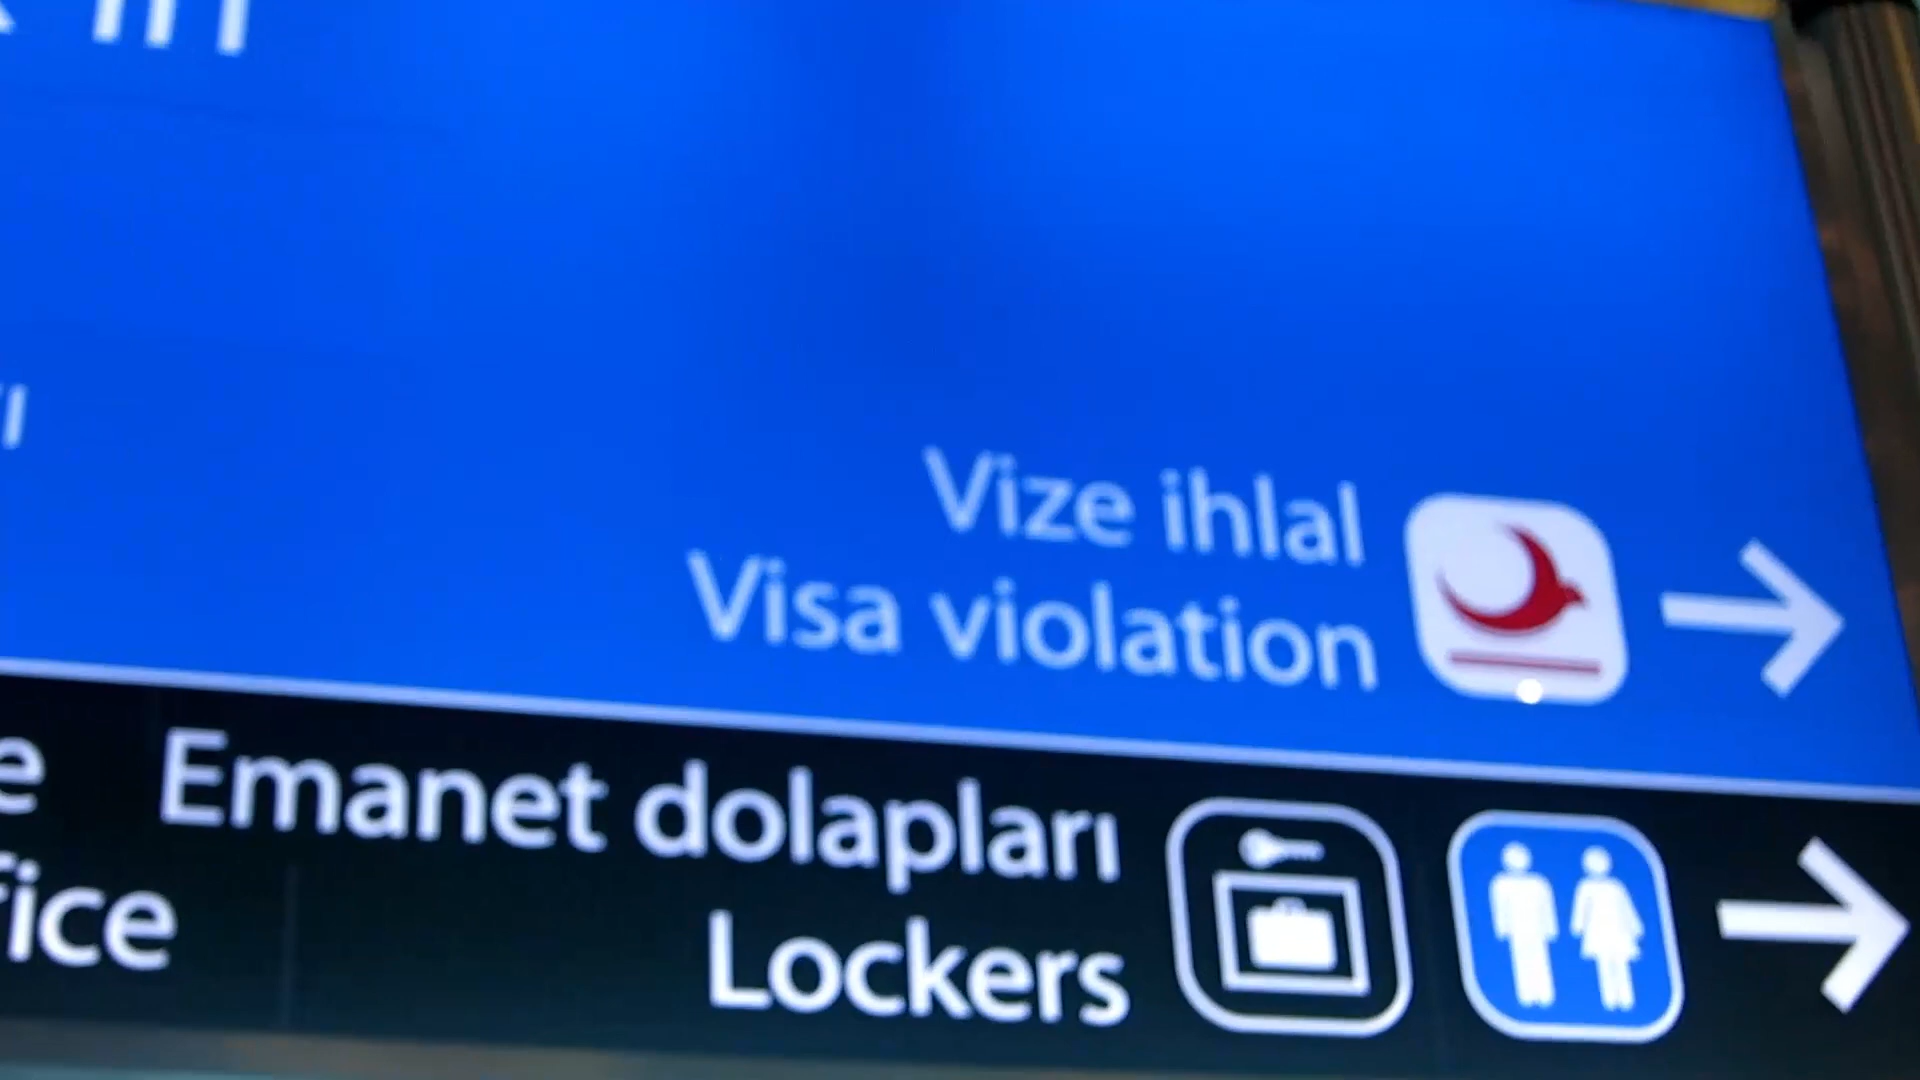 Vize ihlal
Visa violation
Emanet dolapları
Lockers